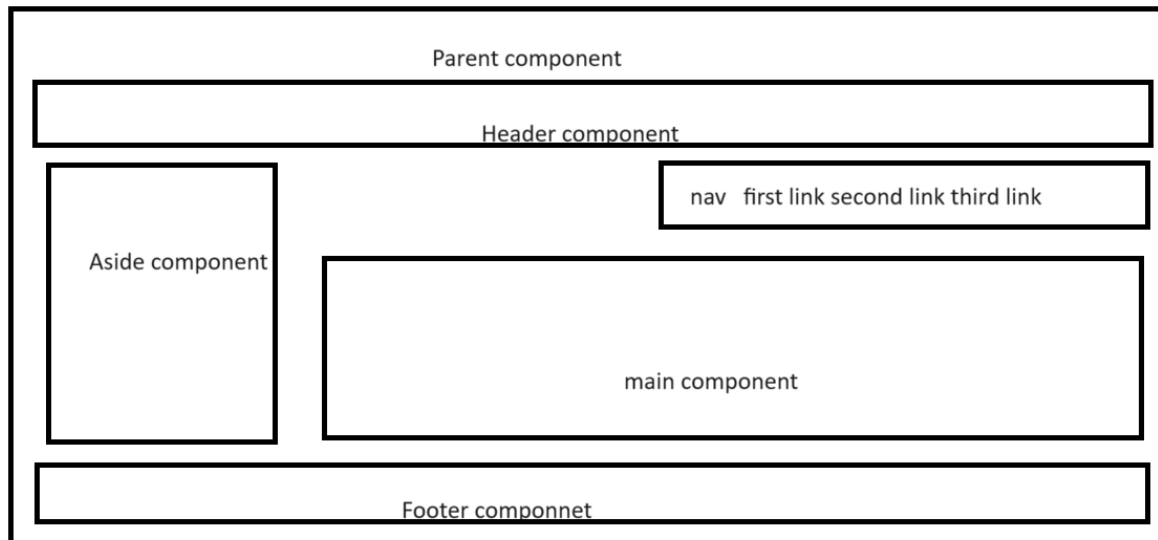 Parent component
Header component
nav first link second link third link
Aside component
main component
Footer componnet